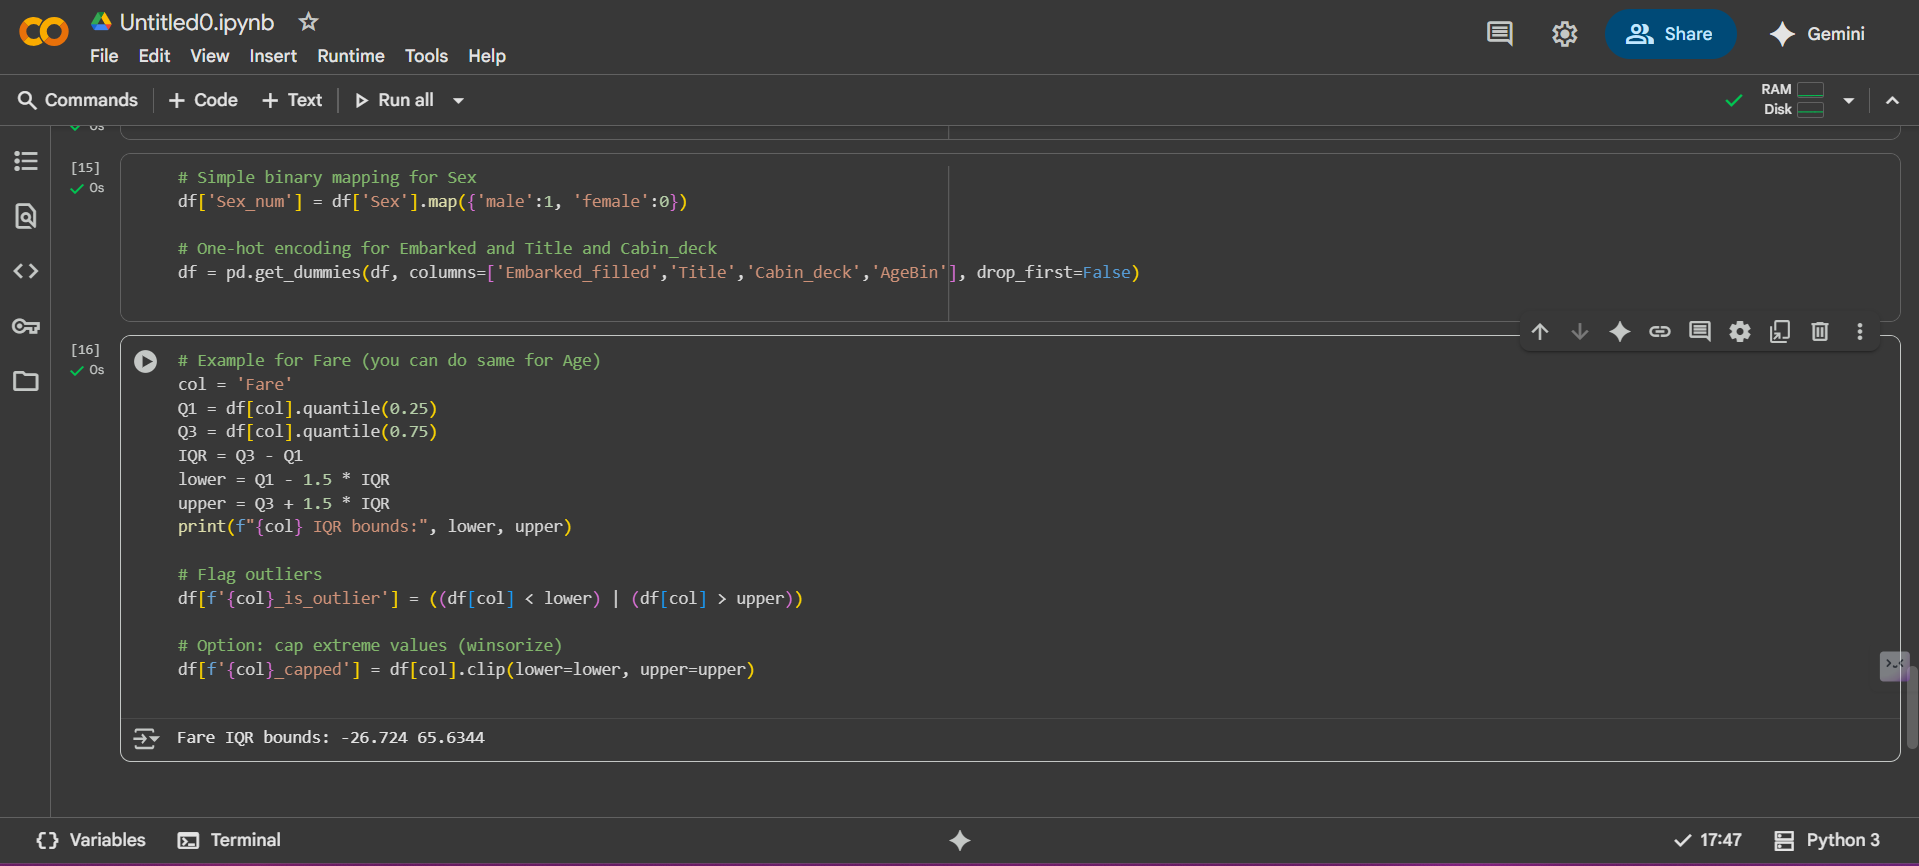 Untitled0.ipynb
File Edit View Insert Runtime Tools Help
Share
Gemini
Commands
+ Code
+ Text
Run all
RAM
Disk
0s
[15]
0s
# Simple binary mapping for Sex
df['Sex_num'] = df['Sex'].map({'male':1, 'female':0})
# One-hot encoding for Embarked and Title and Cabin_deck
df = pd.get_dummies(df, columns=['Embarked_filled','Title','Cabin_deck','AgeBin'], drop_first=False)
[16]
0s
# Example for Fare (you can do same for Age)
col = 'Fare'
Q1 = df[col].quantile(0.25)
Q3 = df[col].quantile(0.75)
IQR = Q3 - Q1
lower = Q1 - 1.5 * IQR
upper = Q3 + 1.5 * IQR
print(f"{col} IQR bounds:", lower, upper)
# Flag outliers
df[f'{col}_is_outlier'] = ((df[col] < lower) | (df[col] > upper))
# Option: cap extreme values (winsorize)
df[f'{col}_capped'] = df[col].clip(lower=lower, upper=upper)
Fare IQR bounds: -26.724 65.6344
Variables
Terminal
17:47
Python 3